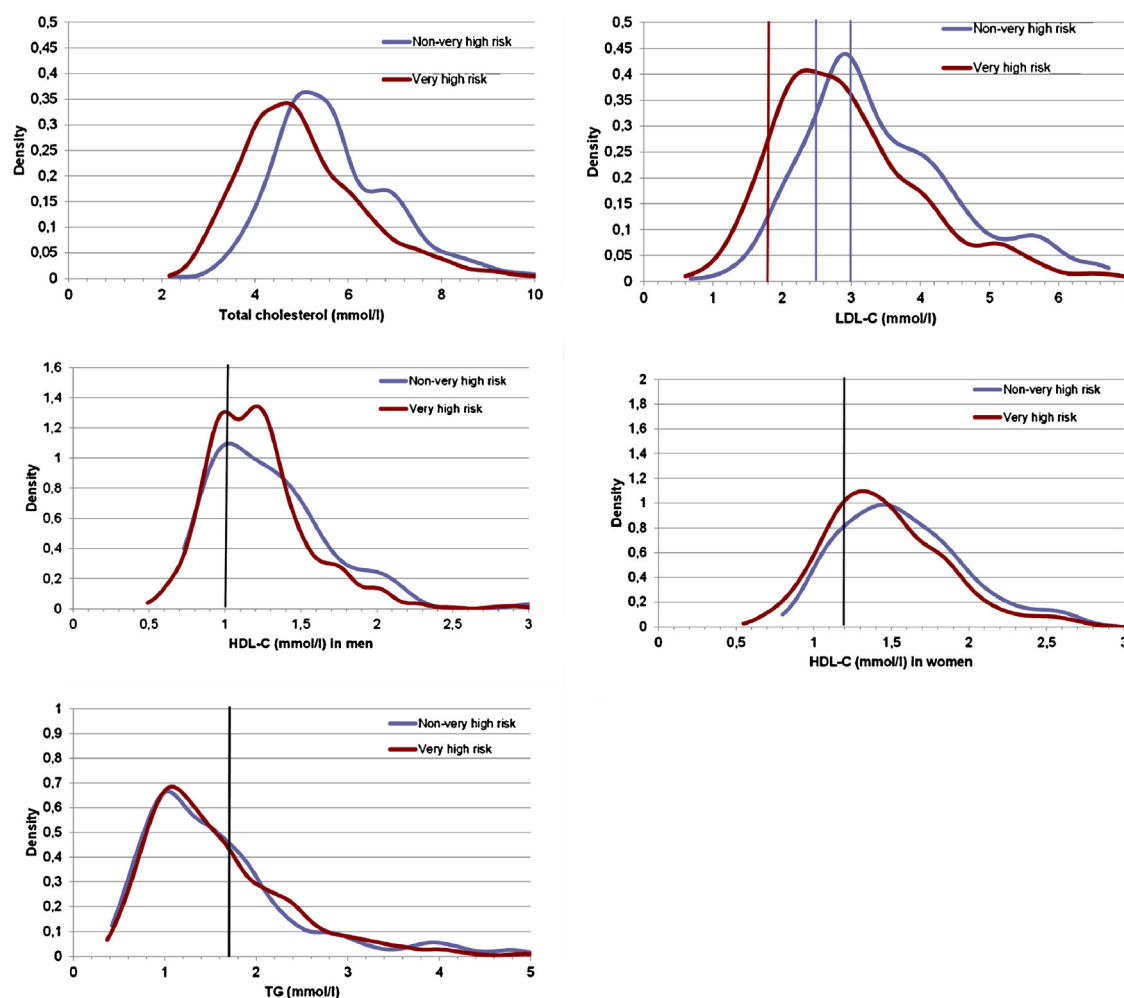 0,5
0,45
0,4
0,35
0,3
0,25
0,2
0,15
0,1
0,05
0
Density
Non-very high risk
Very high risk
0 2 4 6 8 10
Total cholesterol (mmol/l)
0,5
0,45
0,4
0,35
0,3
0,25
0,2
0,15
0,1
0,05
0
Density
Non-very high risk
Very high risk
0 1 2 3 4 5 6
LDL-C (mmol/l)
1,6
1,4
1,2
1
0,8
0,6
0,4
0,2
0
Density
Non-very high risk
Very high risk
0 0,5 1 1,5 2 2,5 3
HDL-C (mmol/l) in men
2
1,8
1,6
1,4
1,2
1
0,8
0,6
0,4
0,2
0
Density
Non-very high risk
Very high risk
0 0,5 1 1,5 2 2,5 3
HDL-C (mmol/l) in women
1
0,9
0,8
0,7
0,6
0,5
0,4
0,3
0,2
0,1
0
Density
Non-very high risk
Very high risk
0 1 2 3 4 5
TG (mmol/l)